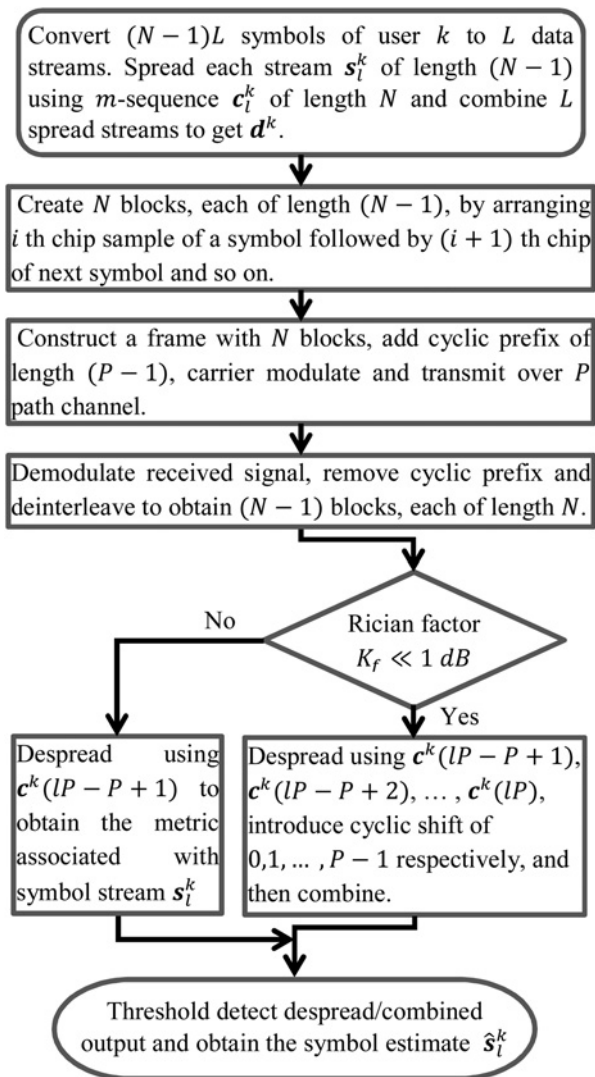 Convert (N − 1)L symbols of user k to L data
streams. Spread each stream s_l^k of length (N − 1)
using m-sequence c_l^k of length N and combine L
spread streams to get d^k.
Create N blocks, each of length (N − 1), by arranging
i th chip sample of a symbol followed by (i + 1) th chip
of next symbol and so on.
Construct a frame with N blocks, add cyclic prefix of
length (P − 1), carrier modulate and transmit over P
path channel.
Demodulate received signal, remove cyclic prefix and
deinterleave to obtain (N − 1) blocks, each of length N.
Rician factor
K_f ≪ 1 dB
No
Yes
Despread using
c^k(lP − P + 1) to
obtain the metric
associated with
symbol stream s_l^k
Despread using c^k(lP − P + 1),
c^k(lP − P + 2), … , c^k(lP),
introduce cyclic shift of
0,1, … , P − 1 respectively, and
then combine.
Threshold detect despread/combined
output and obtain the symbol estimate ŝ_l^k